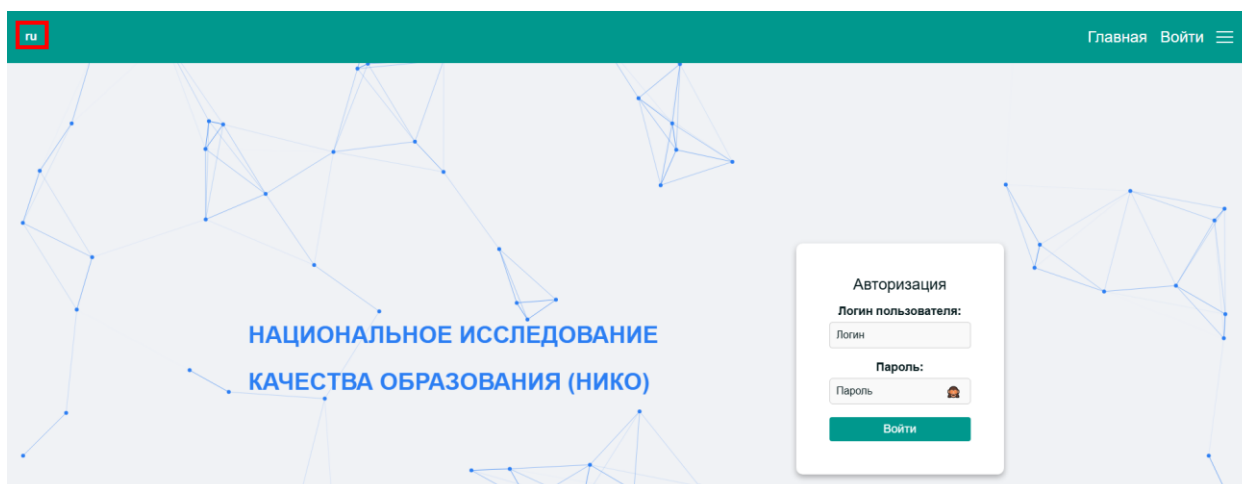 ru
Главная Войти
НАЦИОНАЛЬНОЕ ИССЛЕДОВАНИЕ
КАЧЕСТВА ОБРАЗОВАНИЯ (НИКО)
Авторизация
Логин пользователя:
Логин
Пароль:
Пароль
Войти